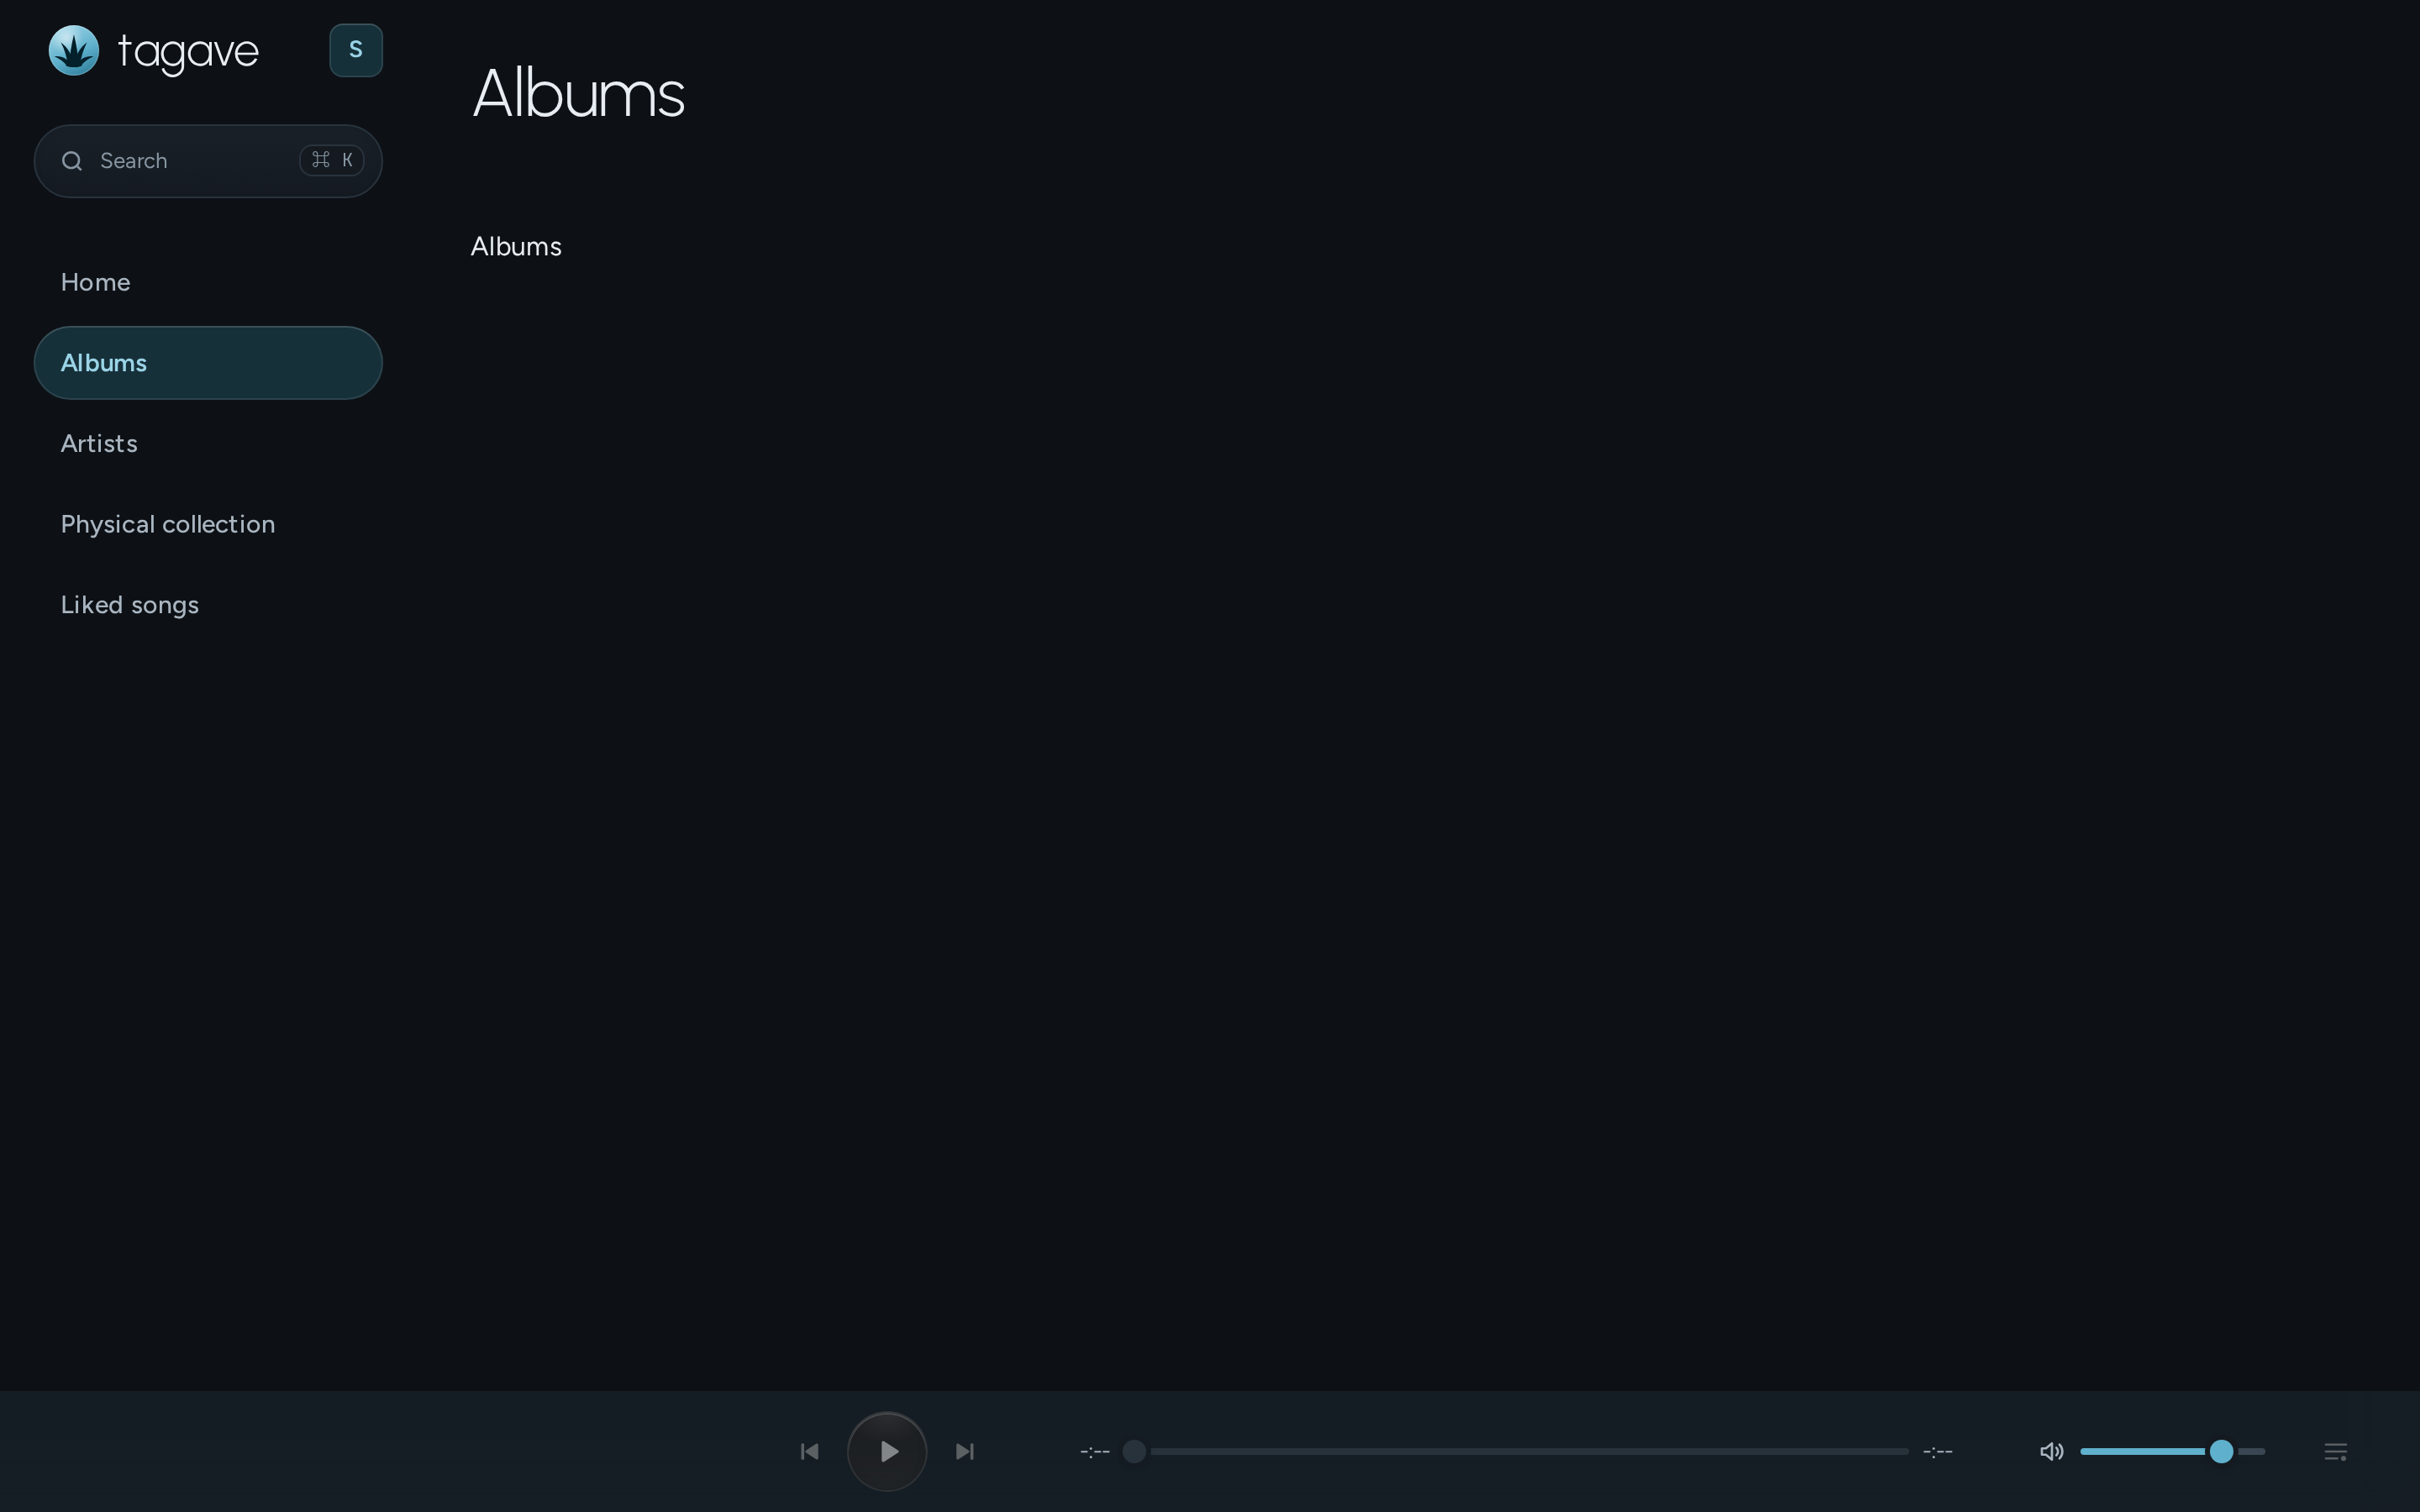 tagave
S
Search
⌘ K
Home
Albums
Artists
Physical collection
Liked songs
Albums
Albums
-:--
-:--